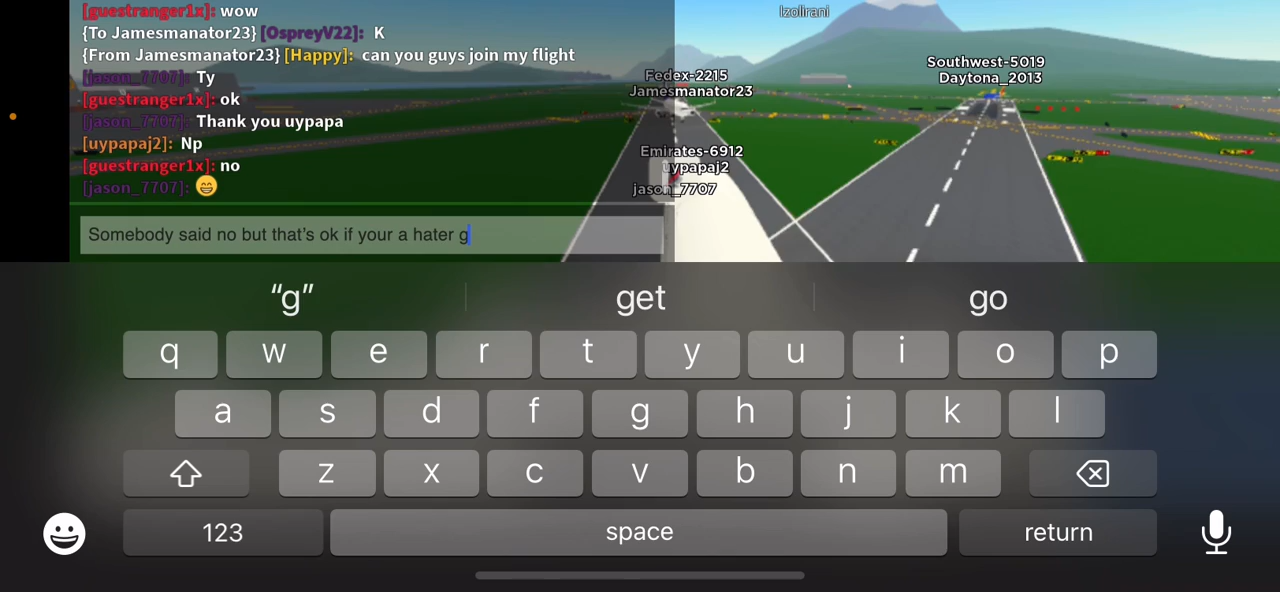 [guestranger1x]: wow
{To Jamesmanator23} [OspreyV22]: K
{From Jamesmanator23} [Happy]: can you guys join my flight
[jason_7707]: Ty
[guestranger1x]: ok
[jason_7707]: Thank you uypapa
[uypapaj2]: Np
[guestranger1x]: no
[jason_7707]: 😄
Izolirani
Southwest-5019
Daytona_2013
Fedex-2215
Jamesmanator23
Emirates-6912
uypapaj2
jason_7707
Somebody said no but that’s ok if your a hater g
“g” get go
q w e r t y u i o p
a s d f g h j k l
z x c v b n m
123 space return